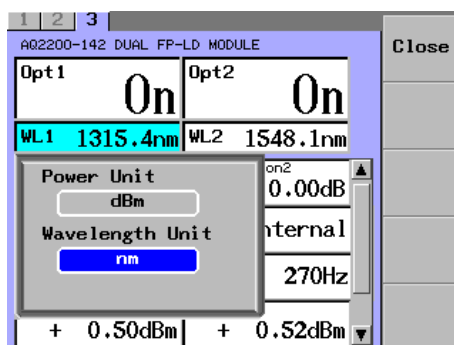 1 2 3
AQ2200-142 DUAL FP-LD MODULE
Close
Opt1 On Opt2 On
WL1 1315.4nm WL2 1548.1nm
Power Unit
dBm
Wavelength Unit
nm
on2
0.00dB
nternal
270Hz
+ 0.50dBm + 0.52dBm